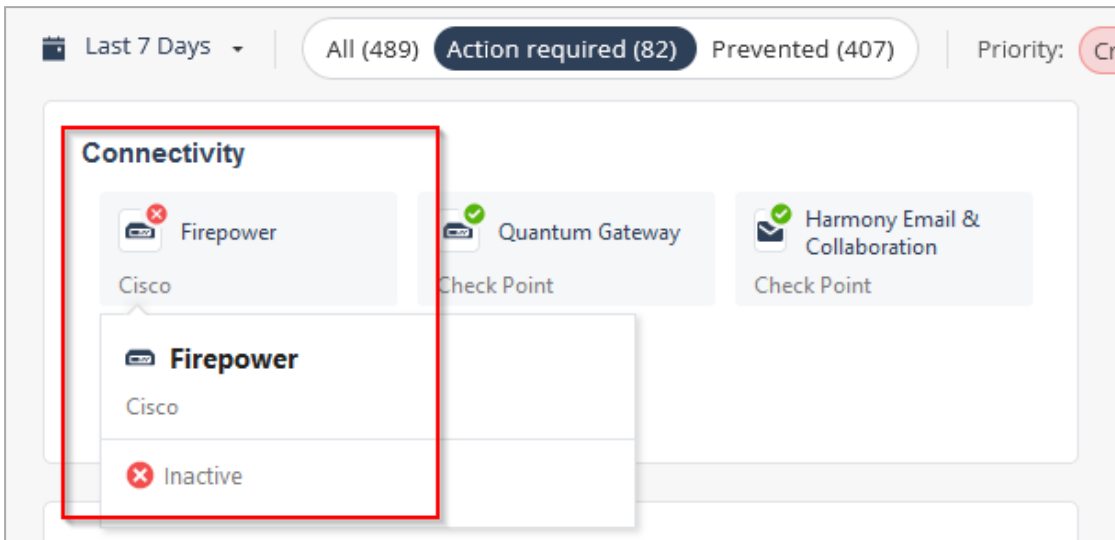 Last 7 Days
All (489) Action required (82) Prevented (407)
Priority:
Connectivity
Firepower
Cisco
Quantum Gateway
Check Point
Harmony Email &
Collaboration
Check Point
Firepower
Cisco
Inactive